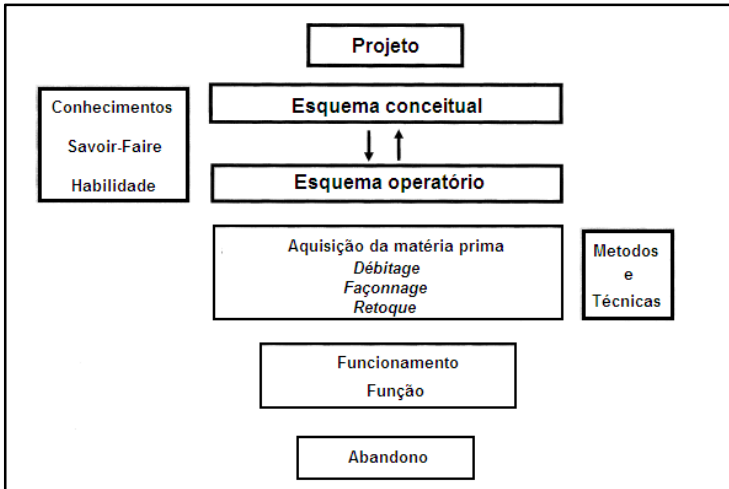 Projeto
Esquema conceitual
Conhecimentos
Savoir-Faire
Habilidade
Esquema operatório
Aquisição da matéria prima
Débitage
Façonnage
Retoque
Metodos
e
Técnicas
Funcionamento
Função
Abandono